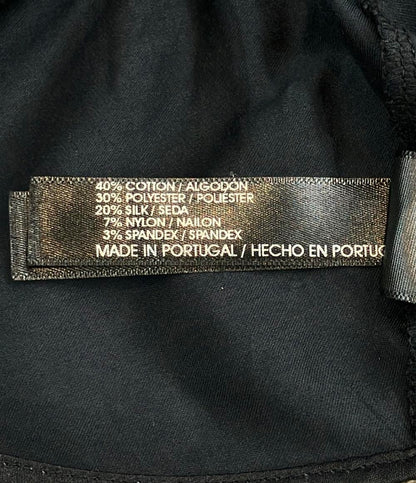 40% COTTON / ALGODON
30% POLYESTER / POLIESTER
20% SILK / SEDA
7% NYLON / NAILON
3% SPANDEX / SPANDEX
MADE IN PORTUGAL / HECHO EN PORTUG